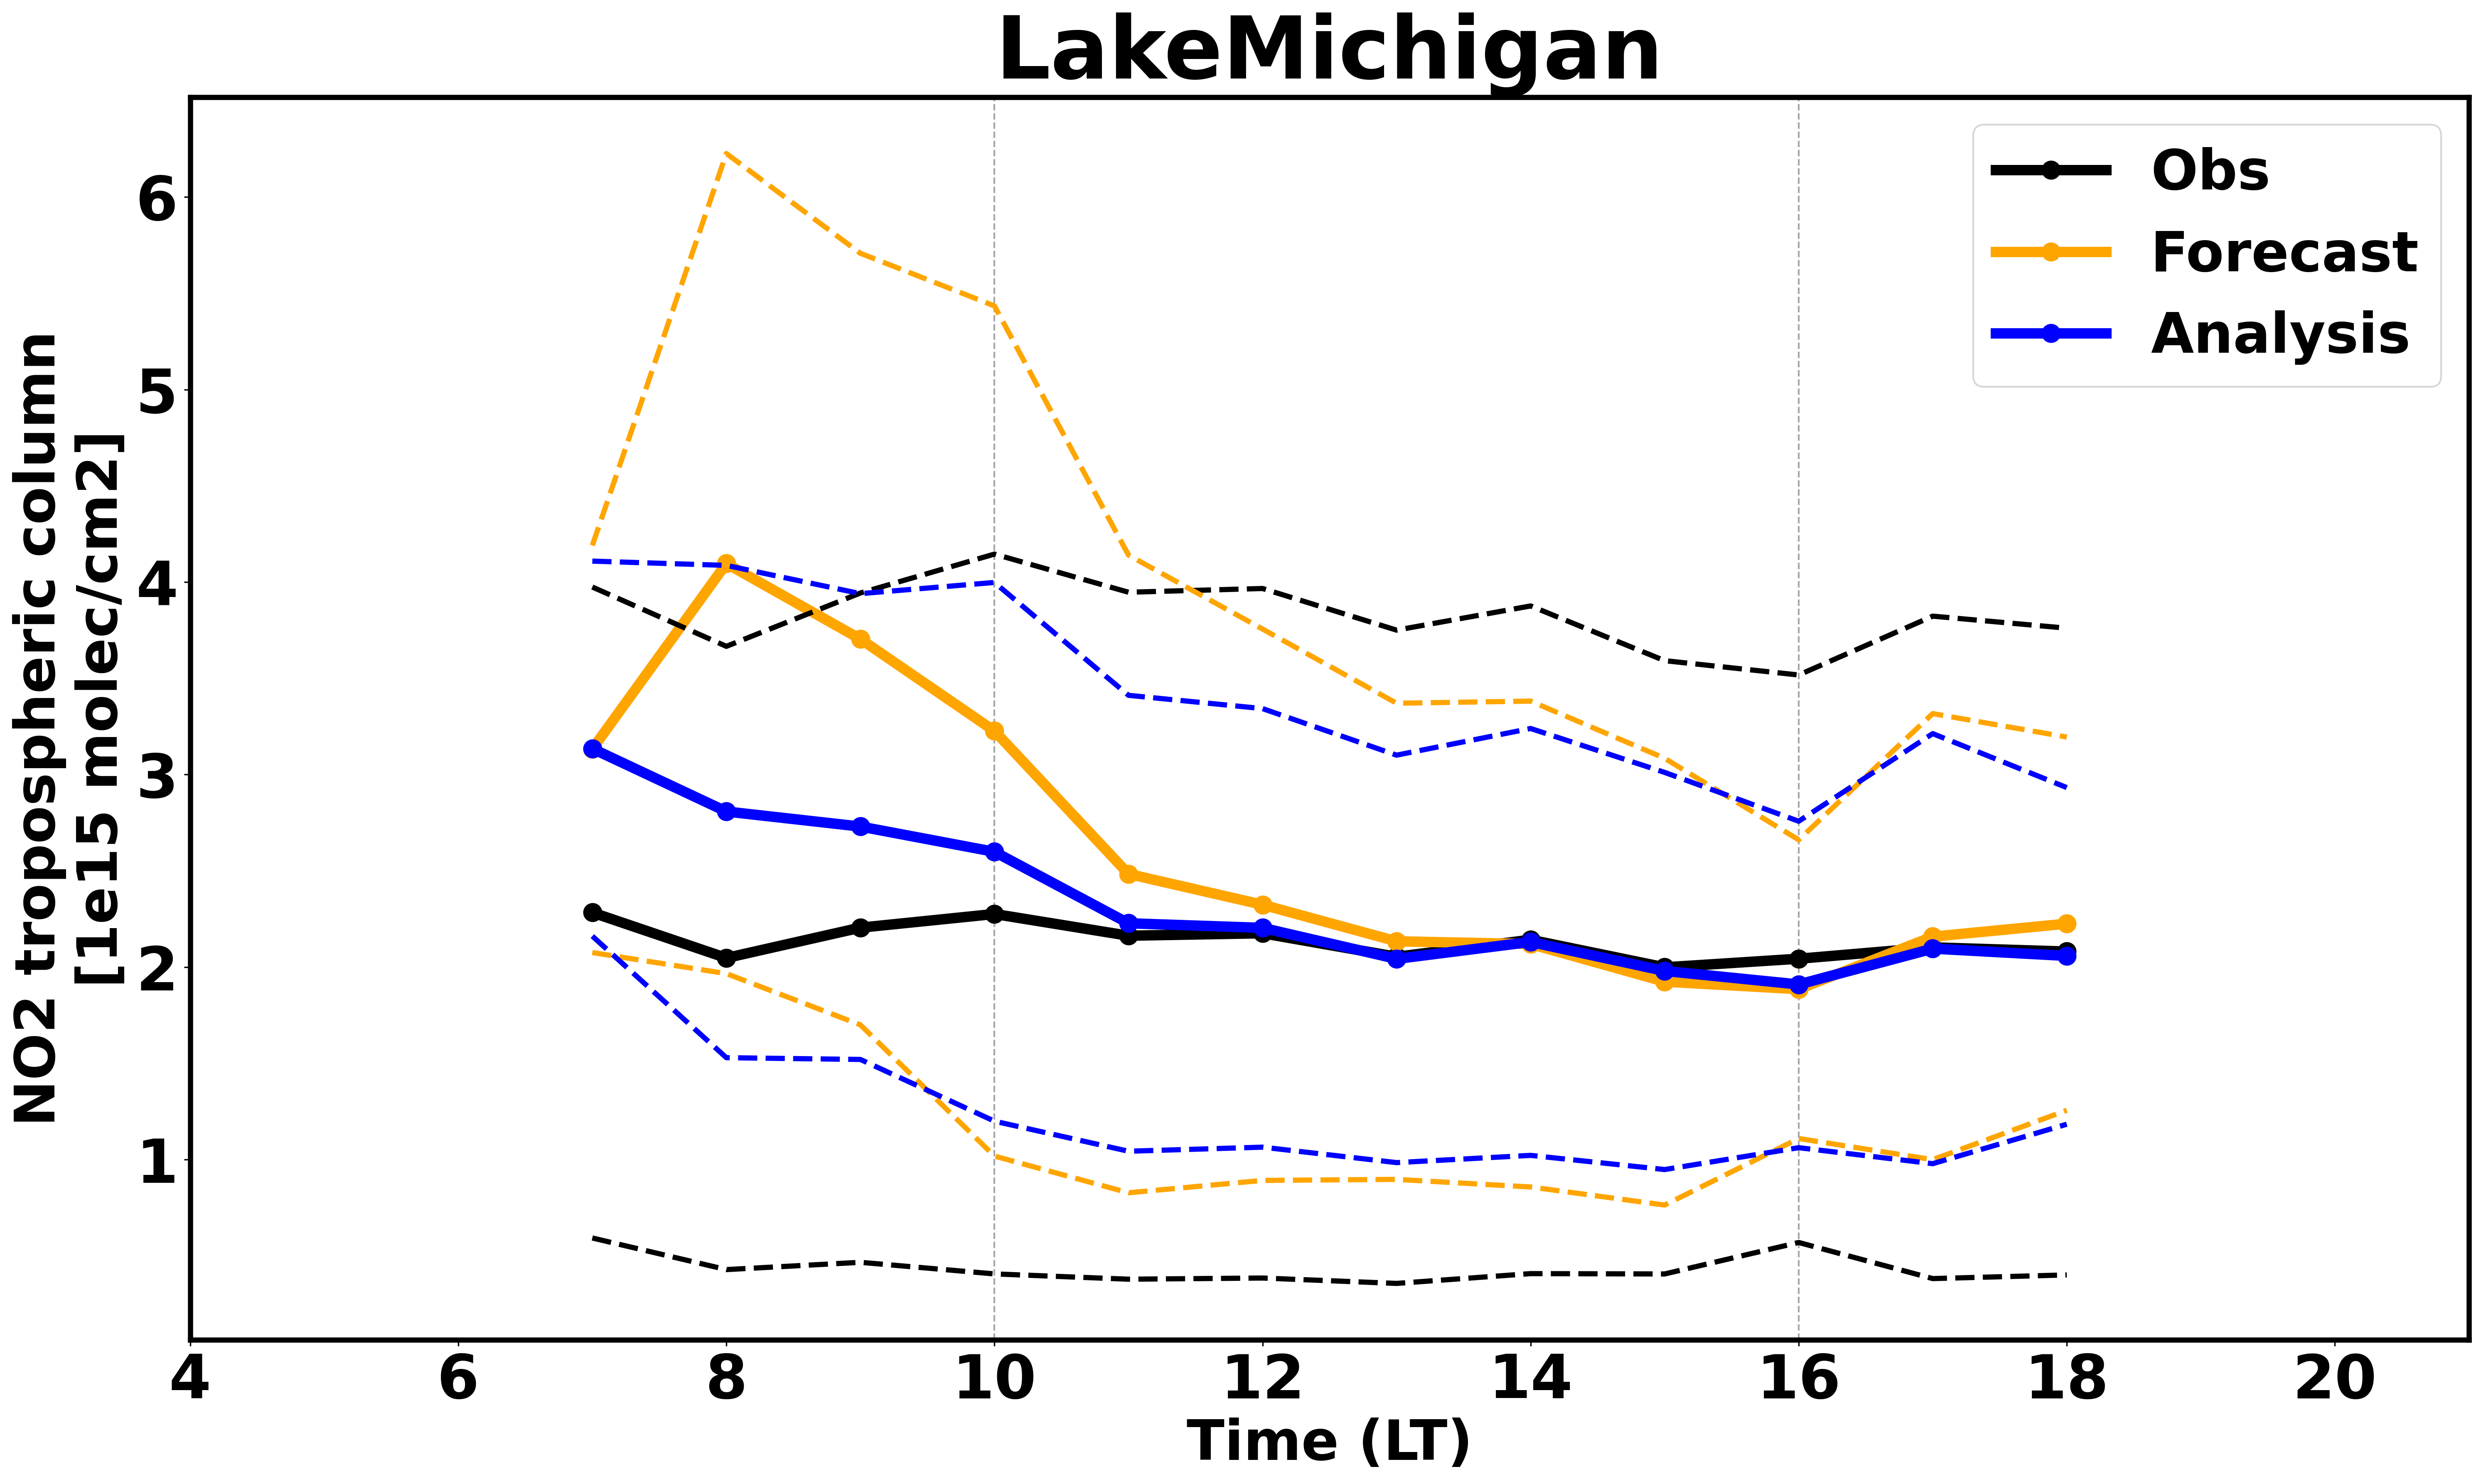 LakeMichigan
NO2 tropospheric column
[1e15 molec/cm2]
6
5
4
3
2
1
Obs
Forecast
Analysis
4 6 8 10 12 14 16 18 20
Time (LT)